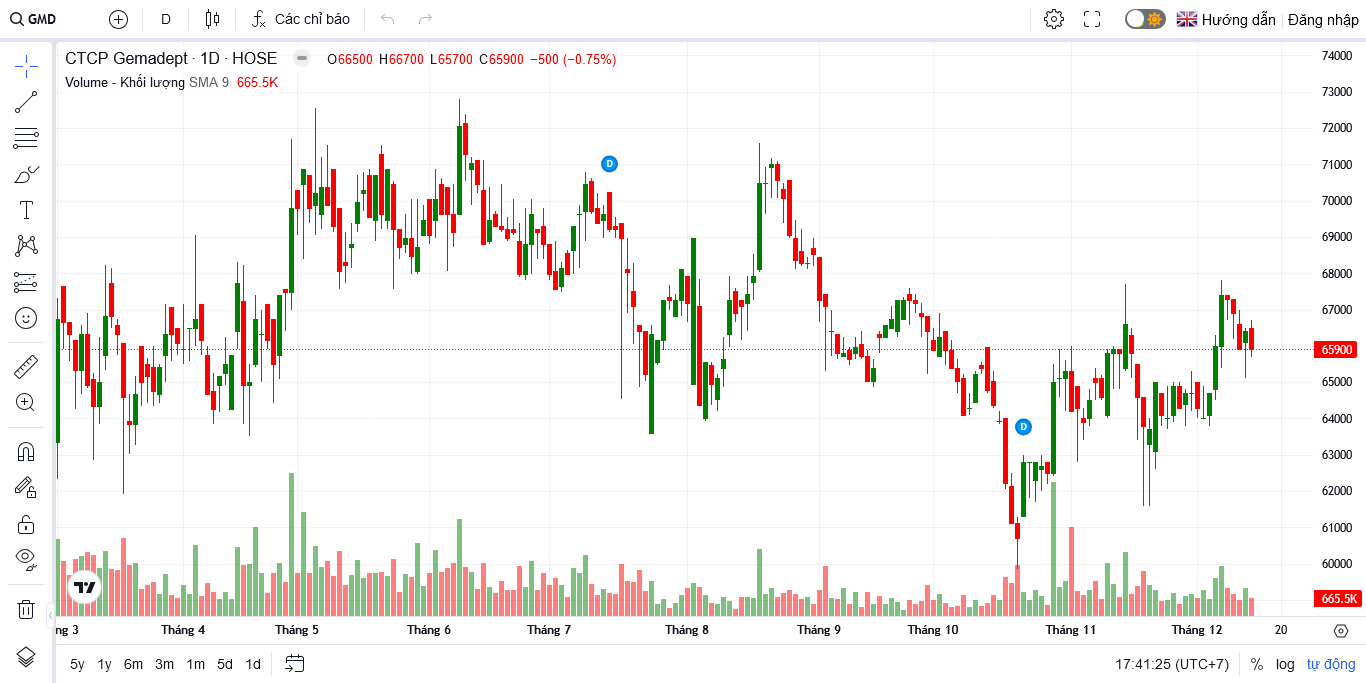 GMD D Các chỉ báo Hướng dẫn Đăng nhập
CTCP Gemadept · 1D · HOSE O66500 H66700 L65700 C65900 −500 (−0.75%)
Volume - Khối lượng SMA 9 665.5K
74000
73000
72000
71000
70000
69000
68000
67000
65900
65000
64000
63000
62000
61000
60000
665.5K
D
D
ng 3 Tháng 4 Tháng 5 Tháng 6 Tháng 7 Tháng 8 Tháng 9 Tháng 10 Tháng 11 Tháng 12 20
5y 1y 6m 3m 1m 5d 1d 17:41:25 (UTC+7) % log tự động